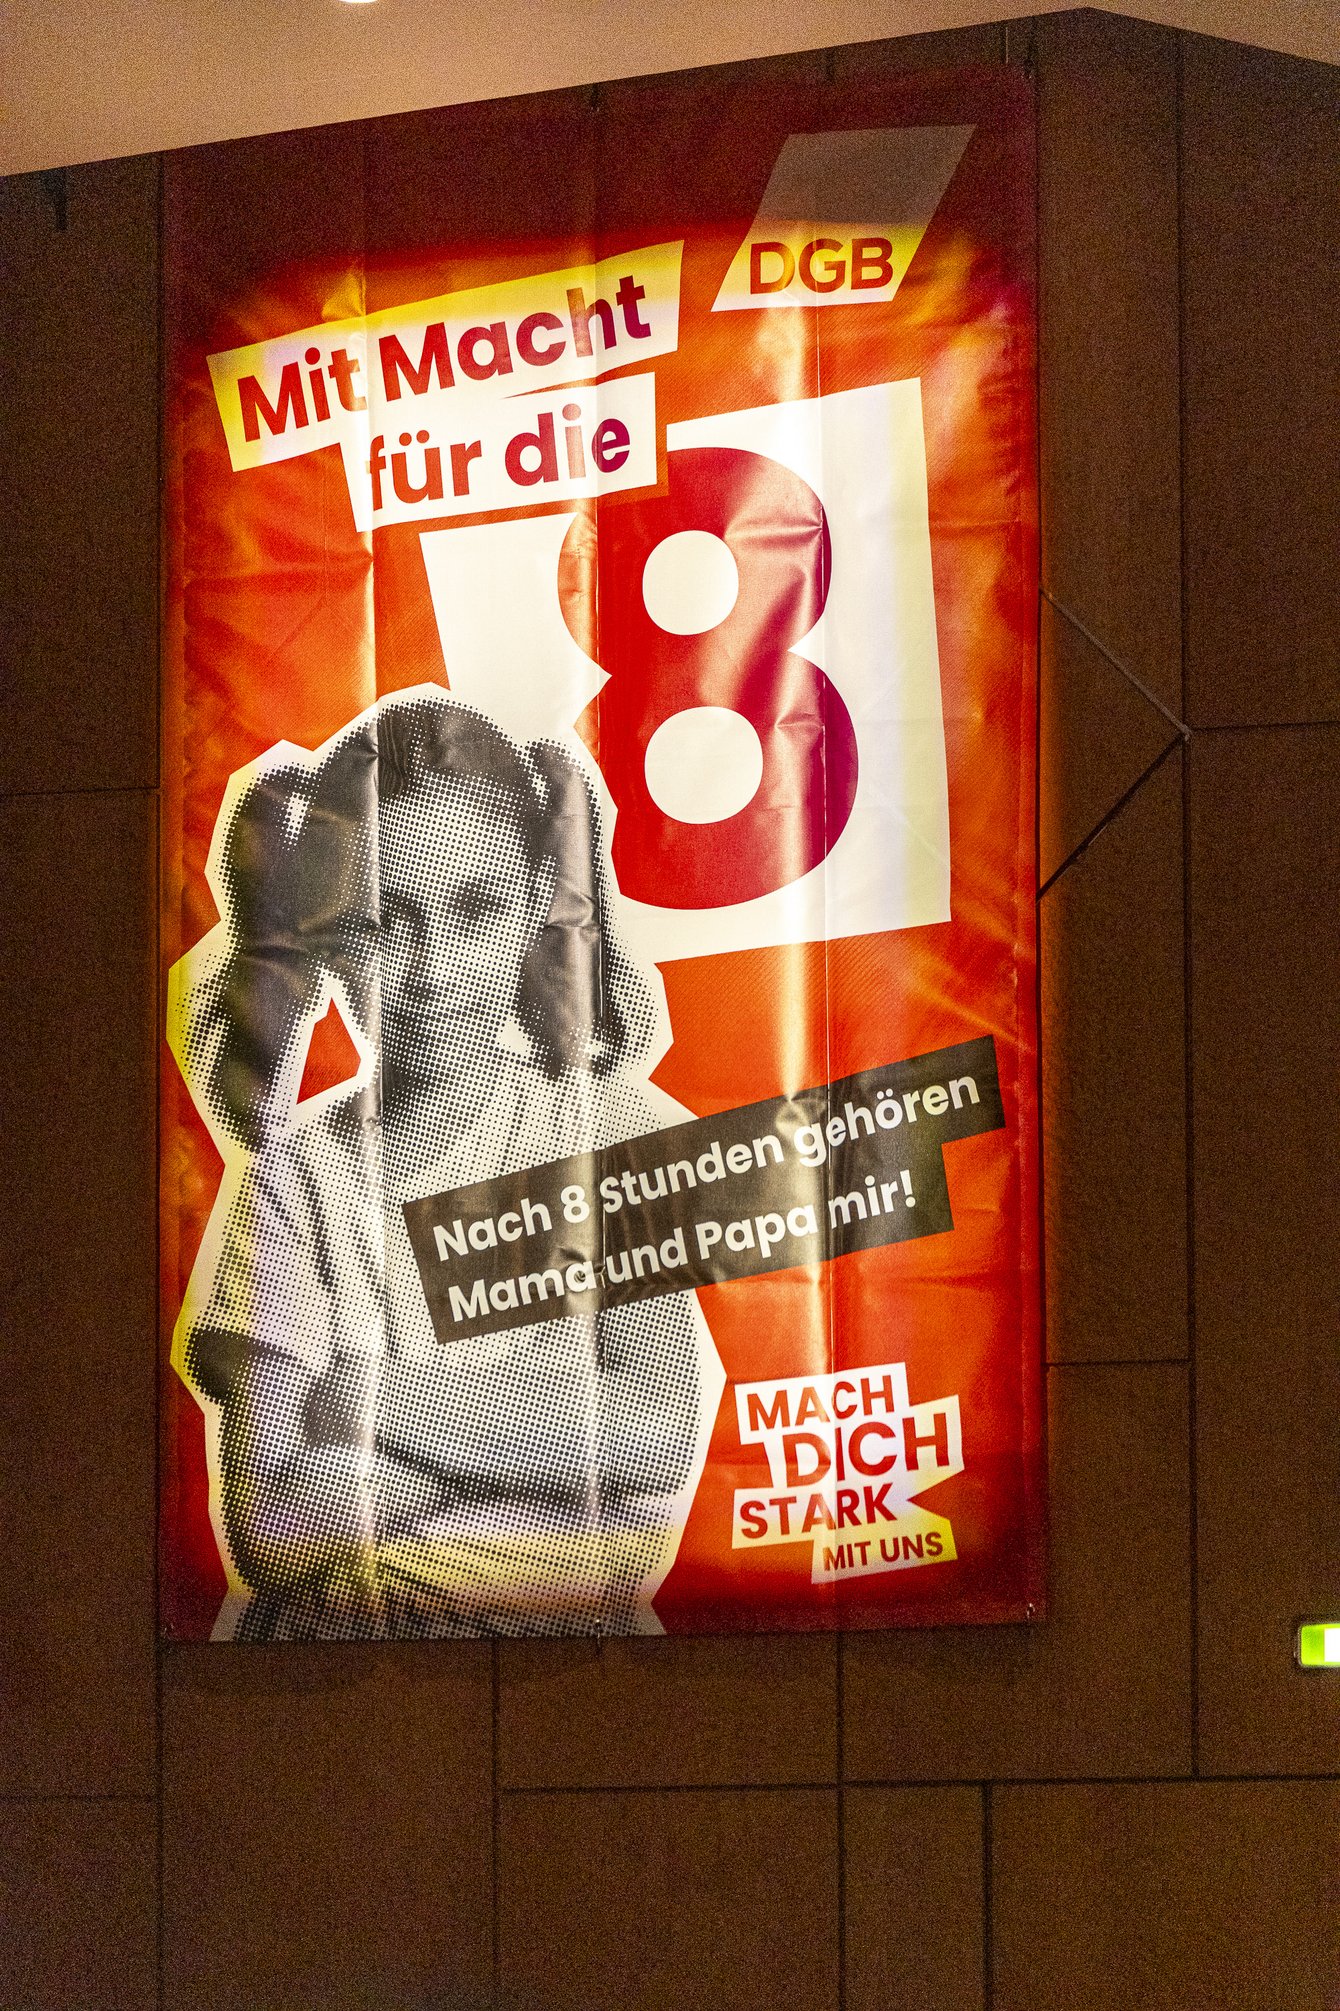 DGB
Mit Macht
für die
8
Nach 8 Stunden gehören
Mama und Papa mir!
MACH
DICH
STARK
MIT UNS